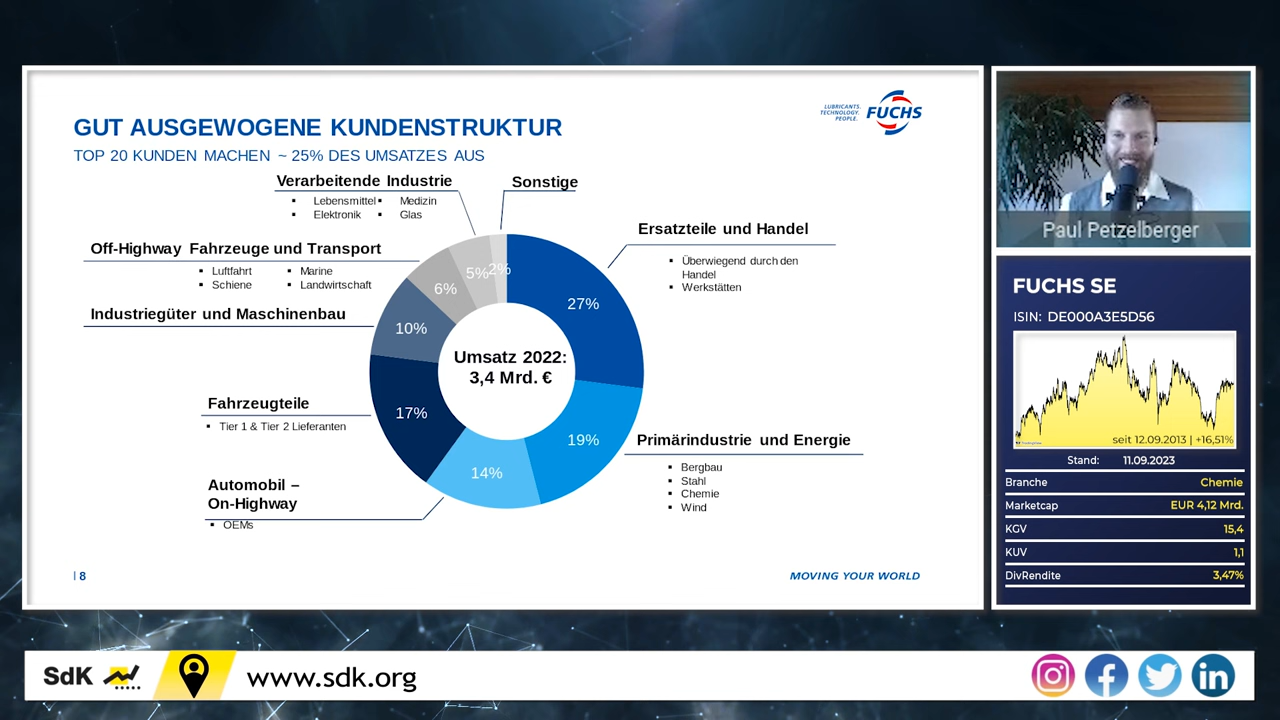 GUT AUSGEWOGENE KUNDENSTRUKTUR
TOP 20 KUNDEN MACHEN ~ 25% DES UMSATZES AUS
LUBRICANTS.
TECHNOLOGY.
PEOPLE.
FUCHS
Verarbeitende Industrie
▪ Lebensmittel ▪ Medizin
▪ Elektronik ▪ Glas
Sonstige
Ersatzteile und Handel
▪ Überwiegend durch den
Handel
▪ Werkstätten
Off-Highway Fahrzeuge und Transport
▪ Luftfahrt ▪ Marine
▪ Schiene ▪ Landwirtschaft
Industriegüter und Maschinenbau
Fahrzeugteile
▪ Tier 1 & Tier 2 Lieferanten
Automobil –
On-Highway
▪ OEMs
Primärindustrie und Energie
▪ Bergbau
▪ Stahl
▪ Chemie
▪ Wind
27%
19%
14%
17%
10%
6%
5%
2%
Umsatz 2022:
3,4 Mrd. €
| 8
MOVING YOUR WORLD
Paul Petzelberger
FUCHS SE
ISIN: DE000A3E5D56
seit 12.09.2013 | +16,51%
Stand: 11.09.2023
Branche Chemie
Marketcap EUR 4,12 Mrd.
KGV 15,4
KUV 1,1
DivRendite 3,47%
SdK
www.sdk.org